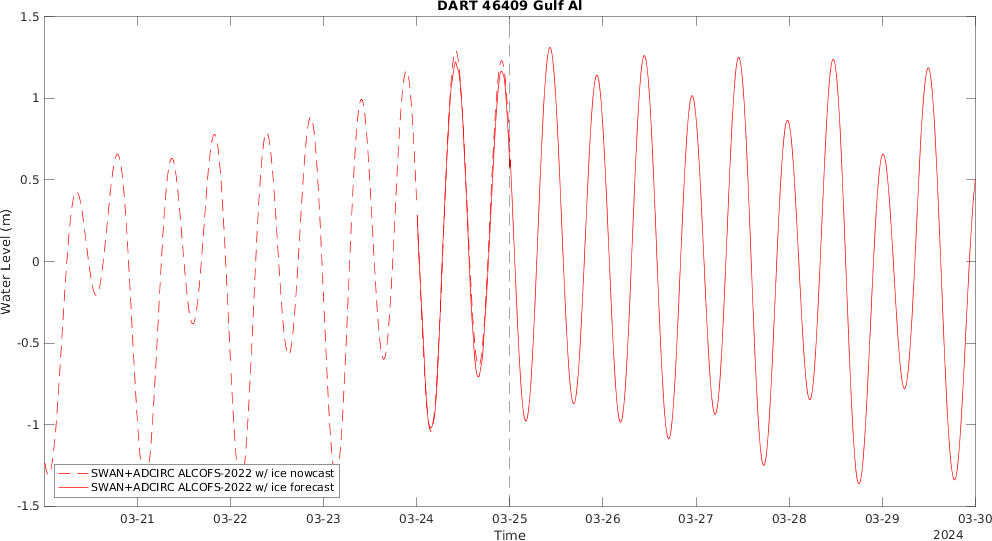 DART 46409 Gulf Al
1.5
1
0.5
0
-0.5
-1
-1.5
Water Level (m)
SWAN+ADCIRC ALCOFS-2022 w/ ice nowcast
SWAN+ADCIRC ALCOFS-2022 w/ ice forecast
03-21 03-22 03-23 03-24 03-25 03-26 03-27 03-28 03-29 03-30
Time
2024